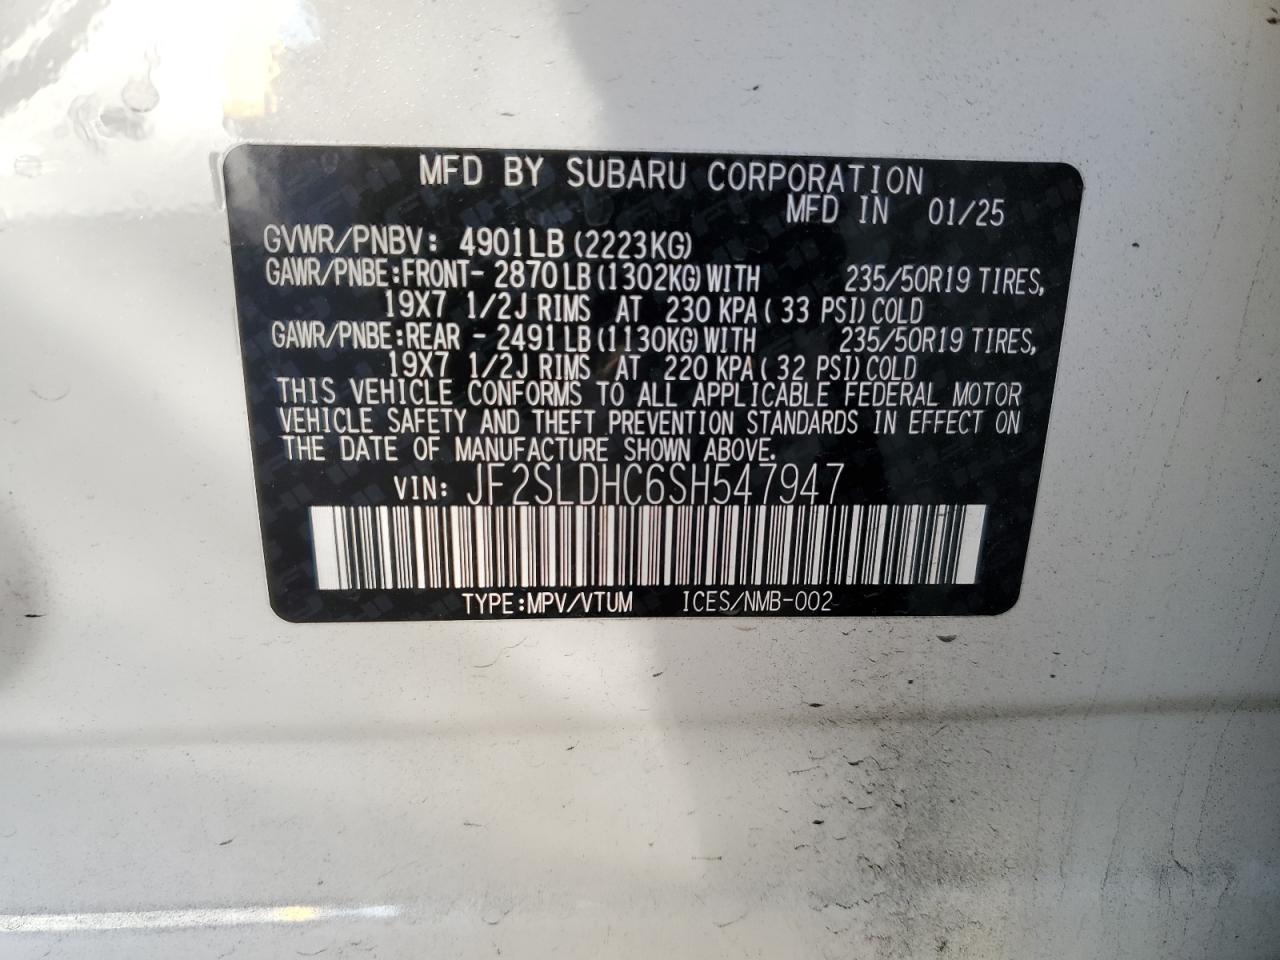 MFD BY SUBARU CORPORATION
MFD IN 01/25
GVWR/PNBV: 4901LB(2223KG)
GAWR/PNBE:FRONT- 2870LB(1302KG)WITH 235/50R19 TIRES,
19X7 1/2J RIMS AT 230 KPA( 33 PSI)COLD
GAWR/PNBE:REAR - 2491LB(1130KG)WITH 235/50R19 TIRES,
19X7 1/2J RIMS AT 220 KPA( 32 PSI)COLD
THIS VEHICLE CONFORMS TO ALL APPLICABLE FEDERAL MOTOR
VEHICLE SAFETY AND THEFT PREVENTION STANDARDS IN EFFECT ON
THE DATE OF MANUFACTURE SHOWN ABOVE.
VIN: JF2SLDHC6SH547947
TYPE:MPV/VTUM ICES/NMB-002